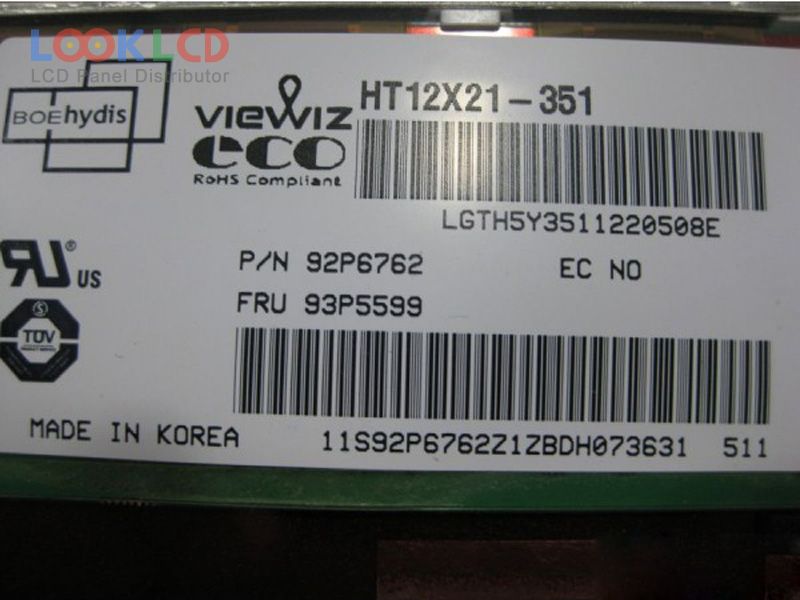 LOOKLCD
LCD Panel Distributor
BOEhydis
VIEWIZ
eco
RoHS Compliant
HT12X21-351
LGTH5Y3511220508E
P/N 92P6762 EC NO
FRU 93P5599
US
TÜV
MADE IN KOREA
11S92P6762Z1ZBDH073631 511